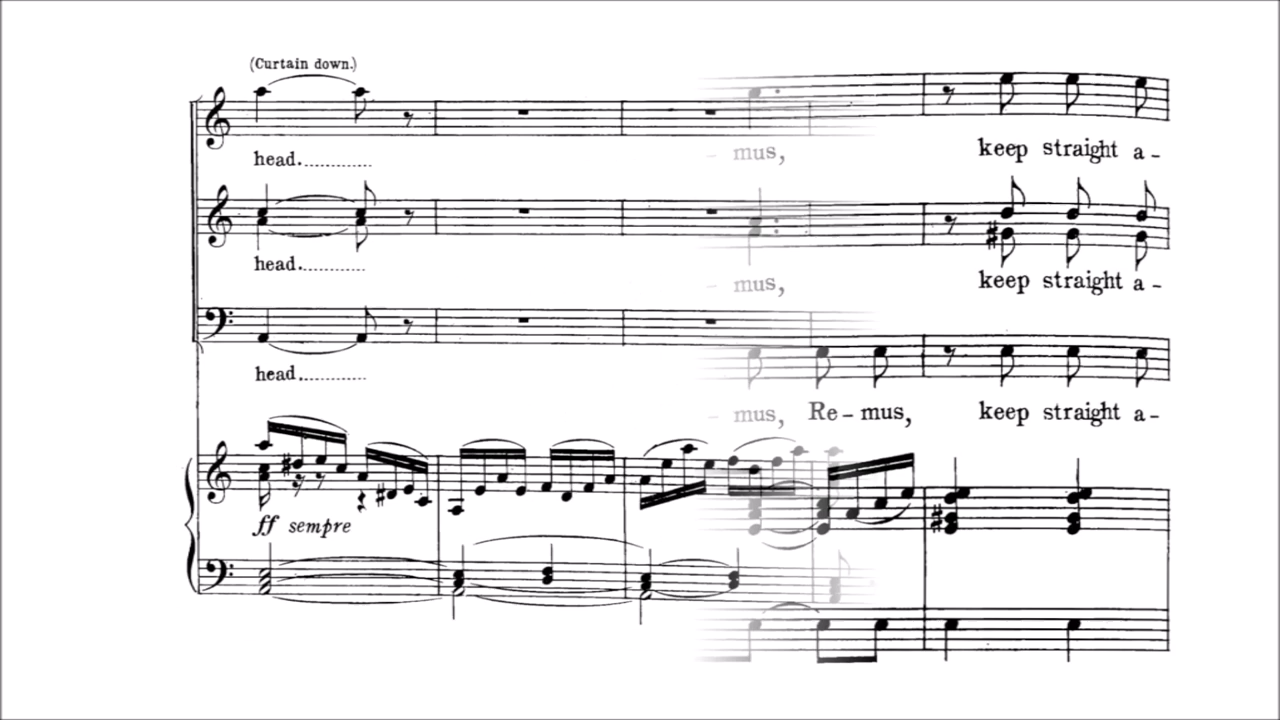 (Curtain down.)
head............
mus,
keep straight a-
head............
mus,
keep straight a-
head............
mus, Re-mus,
keep straight a-
ff sempre